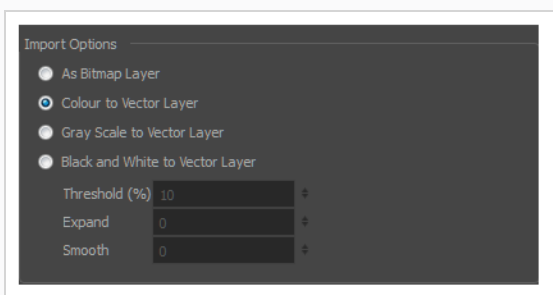 Import Options
As Bitmap Layer
Colour to Vector Layer
Gray Scale to Vector Layer
Black and White to Vector Layer
Threshold (%) 10
Expand 0
Smooth 0